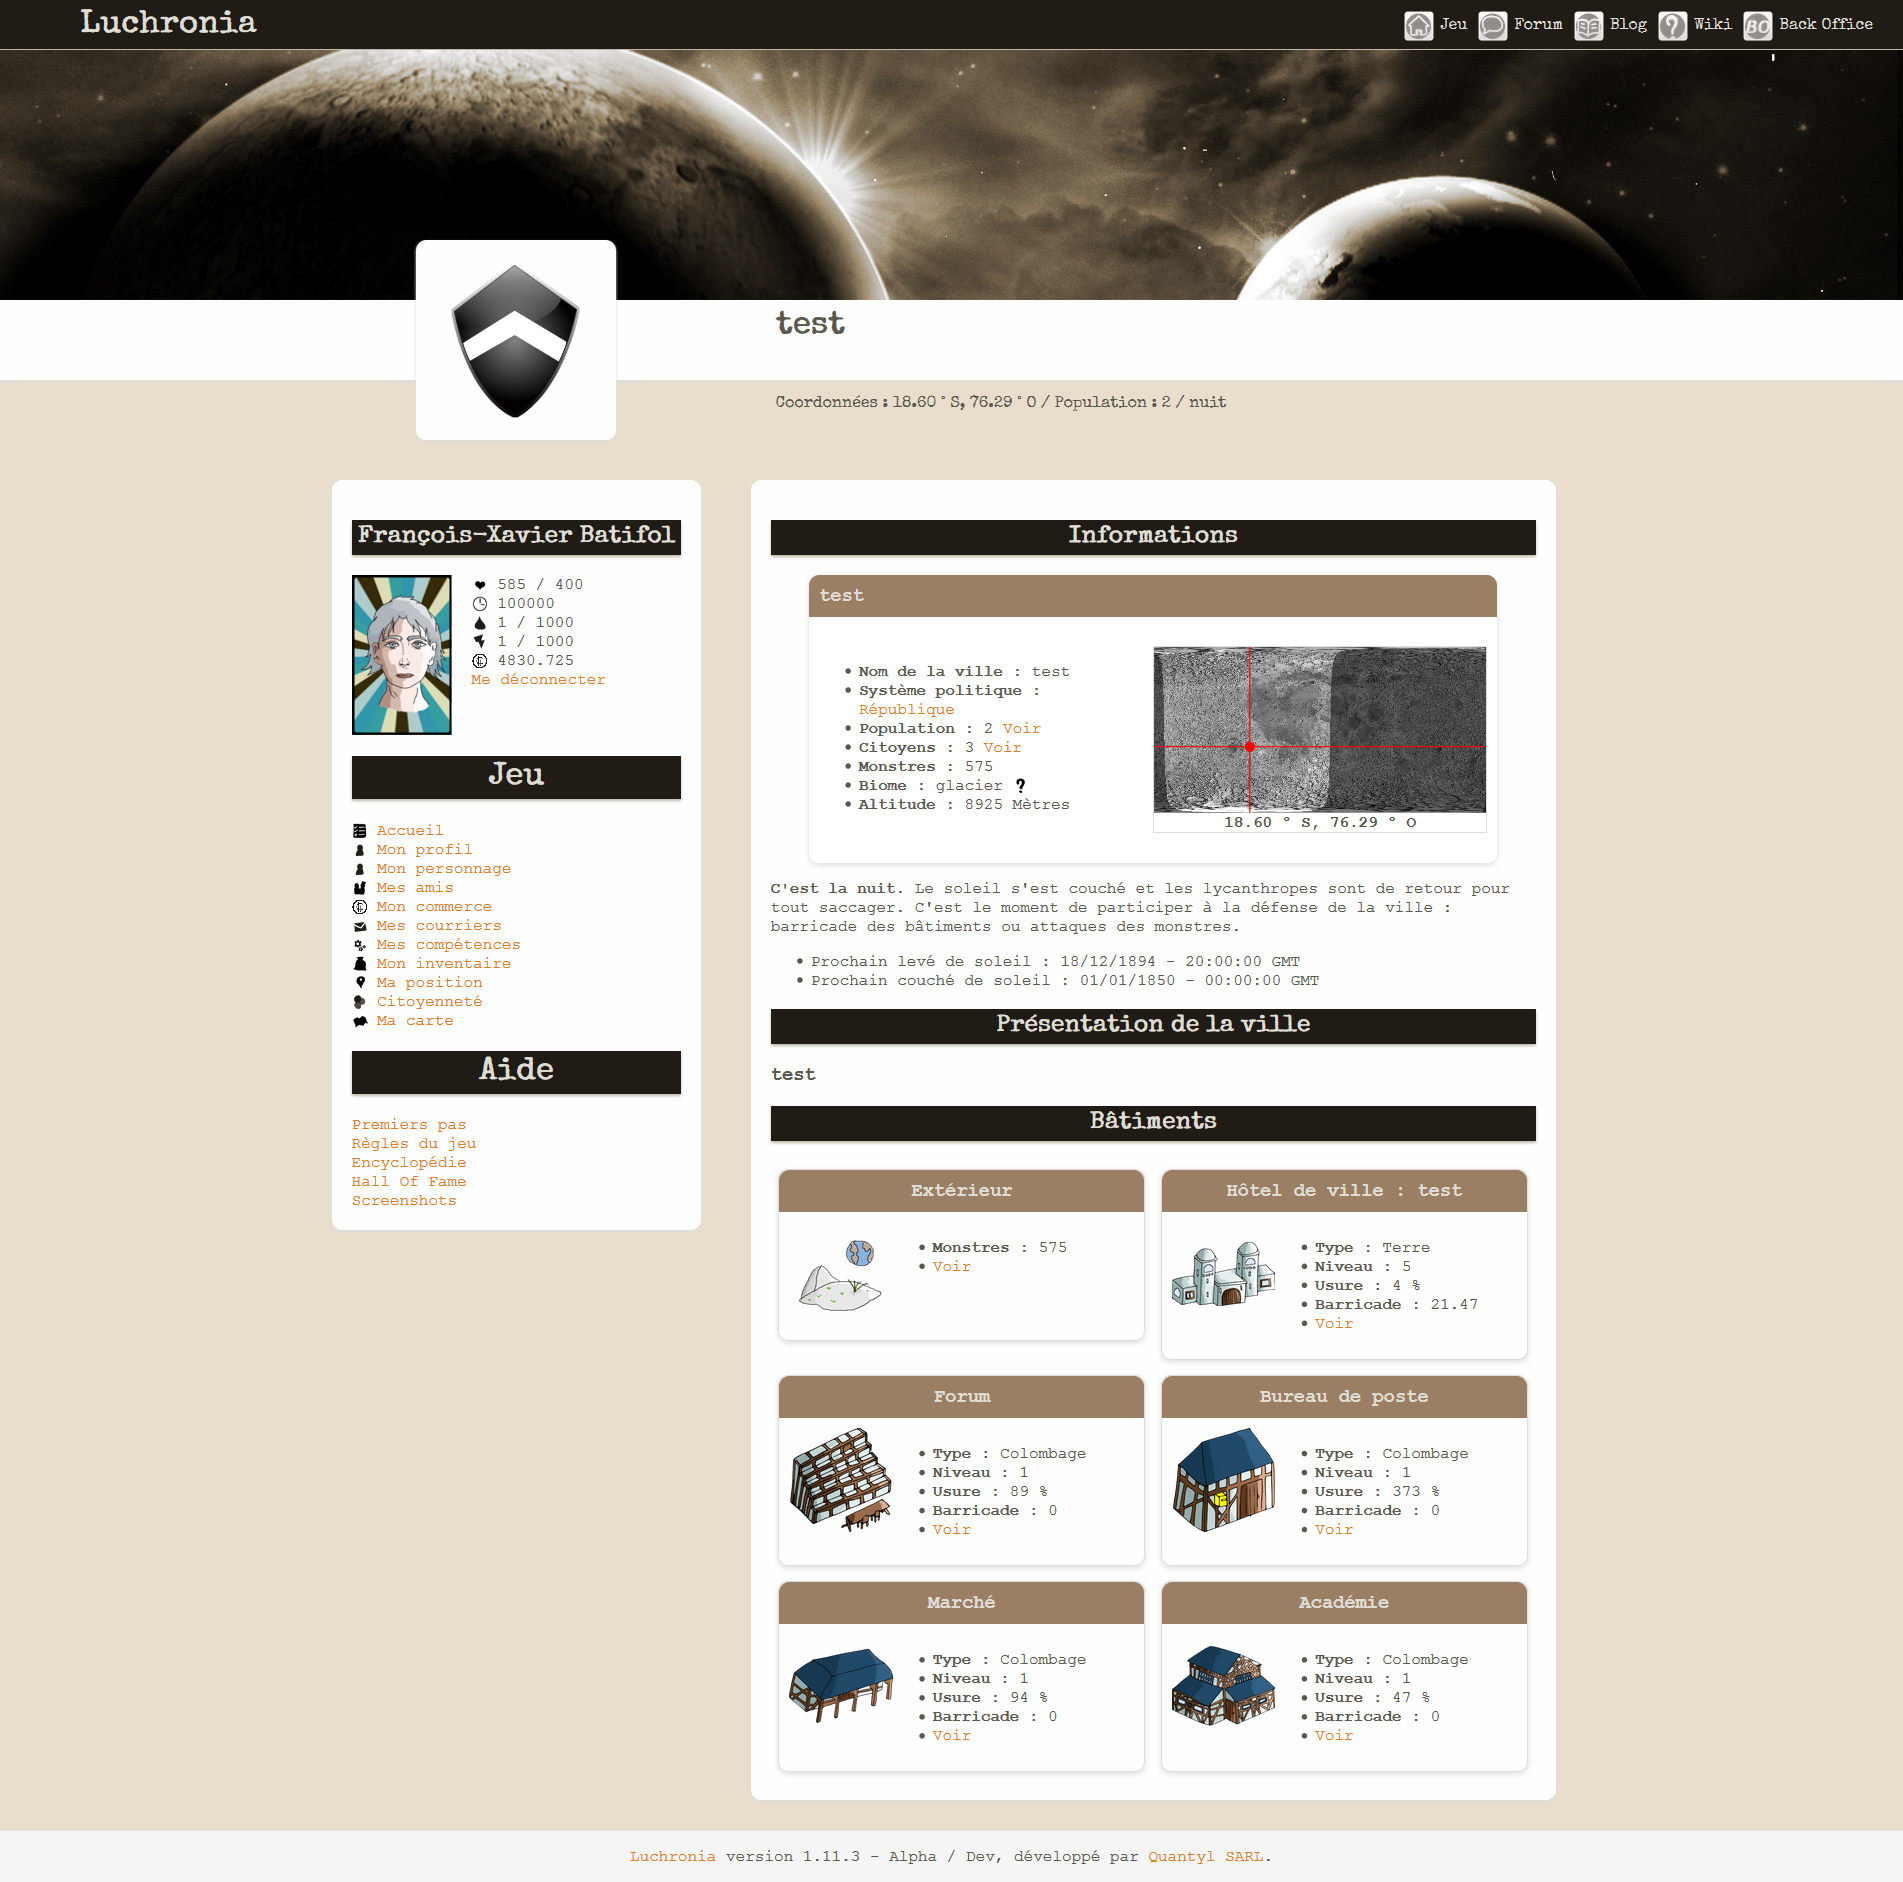 Luchronia
Jeu
Forum
Blog
Wiki
BO
Back Office
test
Coordonnées : 18.60 ° S, 76.29 ° O / Population : 2 / nuit
François-Xavier Batifol
585 / 400
100000
1 / 1000
1 / 1000
4830.725
Me déconnecter
Jeu
Accueil
Mon profil
Mon personnage
Mes amis
Mon commerce
Mes courriers
Mes compétences
Mon inventaire
Ma position
Citoyenneté
Ma carte
Aide
Premiers pas
Règles du jeu
Encyclopédie
Hall Of Fame
Screenshots
Informations
test
Nom de la ville : test
Système politique :
République
Population : 2 Voir
Citoyens : 3 Voir
Monstres : 575
Biome : glacier ?
Altitude : 8925 Mètres
18.60 ° S, 76.29 ° O
C'est la nuit. Le soleil s'est couché et les lycanthropes sont de retour pour
tout saccager. C'est le moment de participer à la défense de la ville :
barricade des bâtiments ou attaques des monstres.
Prochain levé de soleil : 18/12/1894 - 20:00:00 GMT
Prochain couché de soleil : 01/01/1850 - 00:00:00 GMT
Présentation de la ville
test
Bâtiments
Extérieur
Monstres : 575
Voir
Hôtel de ville : test
Type : Terre
Niveau : 5
Usure : 4 %
Barricade : 21.47
Voir
Forum
Type : Colombage
Niveau : 1
Usure : 89 %
Barricade : 0
Voir
Bureau de poste
Type : Colombage
Niveau : 1
Usure : 373 %
Barricade : 0
Voir
Marché
Type : Colombage
Niveau : 1
Usure : 94 %
Barricade : 0
Voir
Académie
Type : Colombage
Niveau : 1
Usure : 47 %
Barricade : 0
Voir
Luchronia version 1.11.3 - Alpha / Dev, développé par Quantyl SARL.